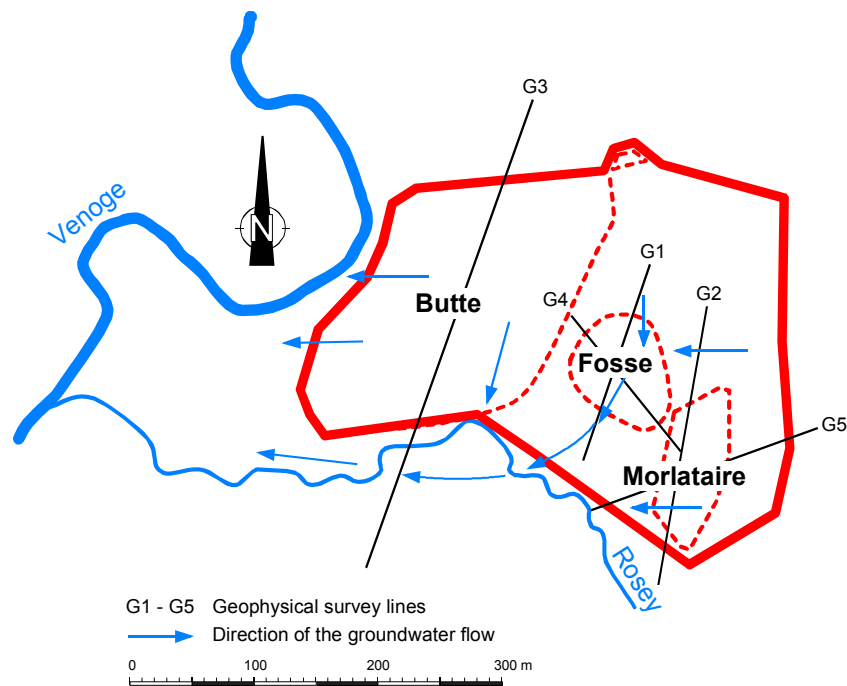 G3
Venoge
N
G1
G4
G2
Butte
Fosse
G5
Morlataire
Rosey
G1 - G5 Geophysical survey lines
Direction of the groundwater flow
0 100 200 300 m